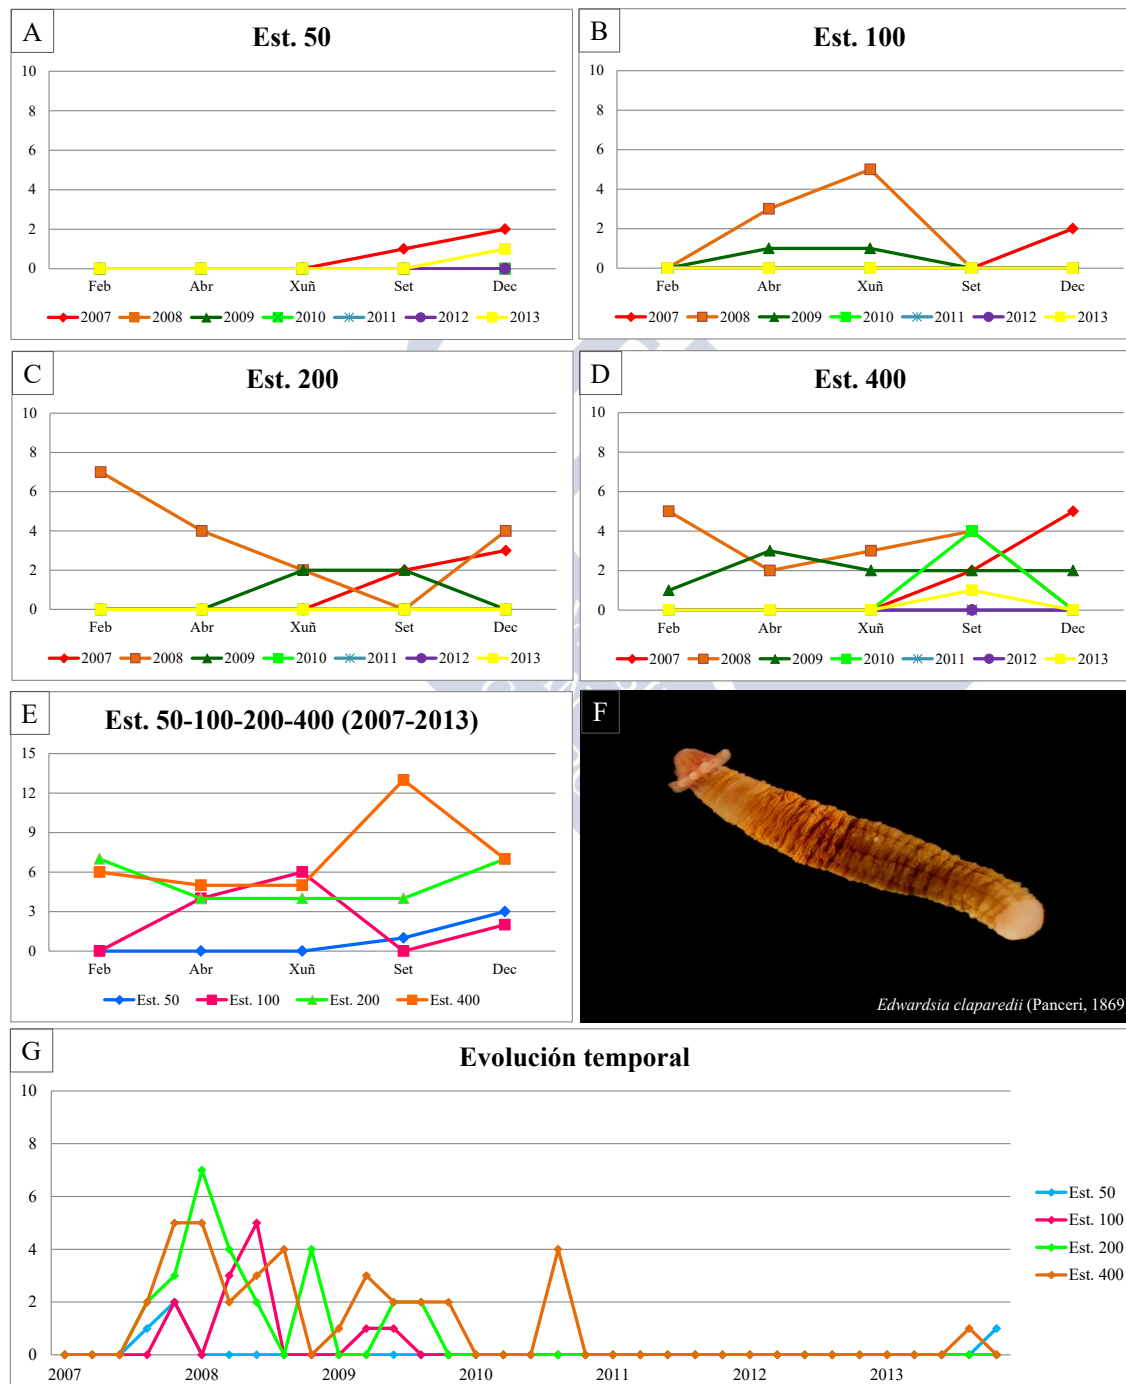 A
Est. 50
10
8
6
4
2
0
Feb Abr Xuñ Set Dec
2007 2008 2009 2010 2011 2012 2013
B
Est. 100
10
8
6
4
2
0
Feb Abr Xuñ Set Dec
2007 2008 2009 2010 2011 2012 2013
C
Est. 200
10
8
6
4
2
0
Feb Abr Xuñ Set Dec
2007 2008 2009 2010 2011 2012 2013
D
Est. 400
10
8
6
4
2
0
Feb Abr Xuñ Set Dec
2007 2008 2009 2010 2011 2012 2013
E
Est. 50-100-200-400 (2007-2013)
15
12
9
6
3
0
Feb Abr Xuñ Set Dec
Est. 50 Est. 100 Est. 200 Est. 400
F
Edwardsia claparedii (Panceri, 1869)
G
Evolución temporal
10
8
6
4
2
0
2007 2008 2009 2010 2011 2012 2013
Est. 50
Est. 100
Est. 200
Est. 400